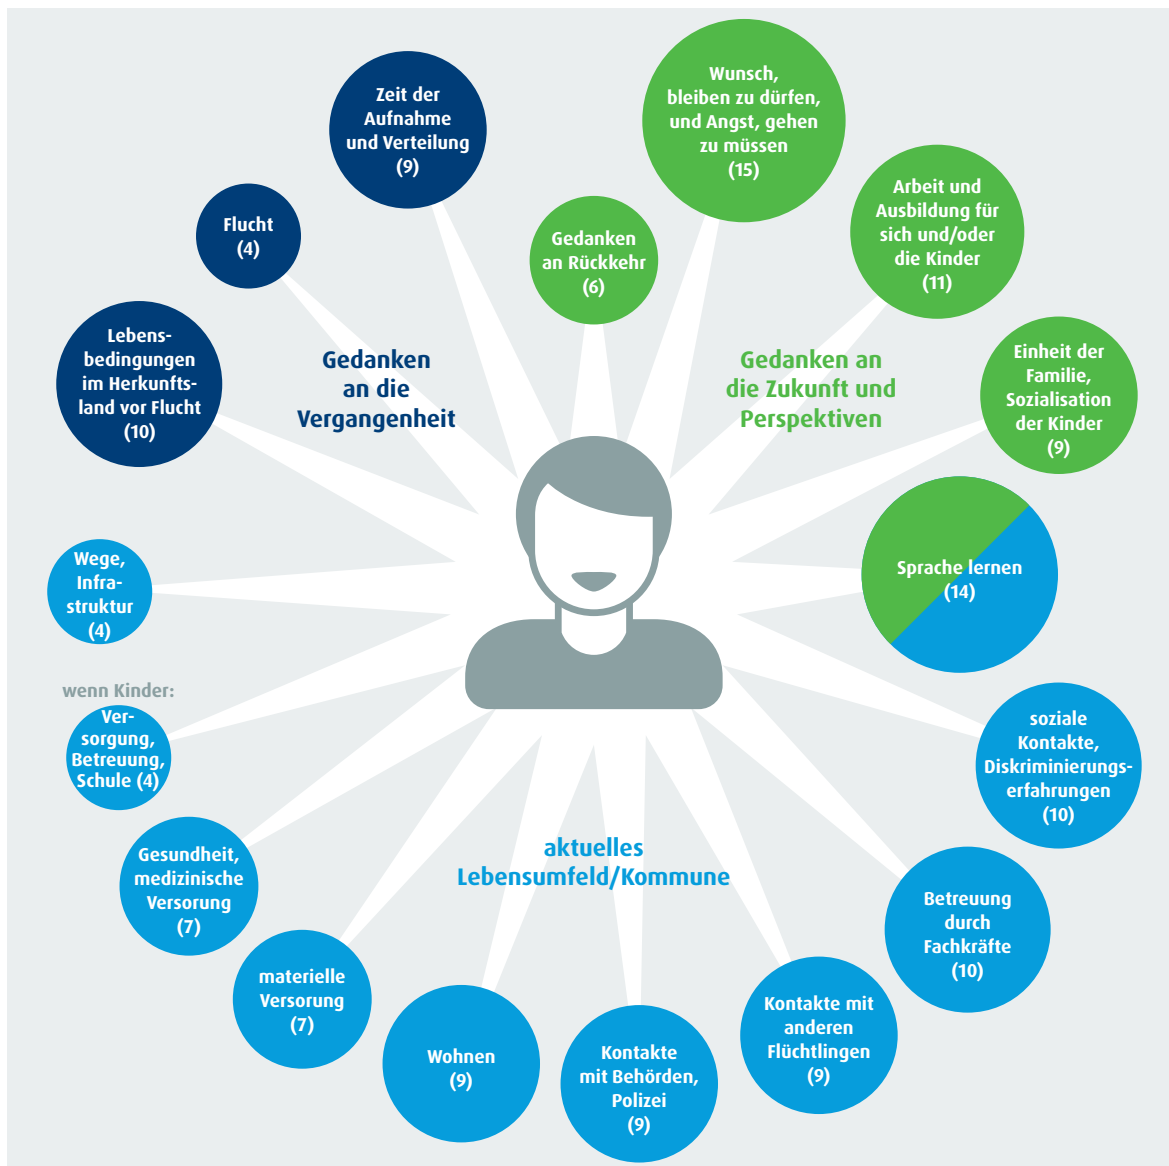 Wunsch,
bleiben zu dürfen,
und Angst, gehen
zu müssen
(15)
Zeit der
Aufnahme
und Verteilung
(9)
Arbeit und
Ausbildung für
sich und/oder
die Kinder
(11)
Flucht
(4)
Gedanken
an Rückkehr
(6)
Lebens-
bedingungen
im Herkunfts-
land vor Flucht
(10)
Gedanken
an die
Vergangenheit
Gedanken an
die Zukunft und
Perspektiven
Einheit der
Familie,
Sozialisation
der Kinder
(9)
Wege,
Infra-
struktur
(4)
Sprache lernen
(14)
wenn Kinder:
Ver-
sorgung,
Betreuung,
Schule (4)
soziale
Kontakte,
Diskriminierungs-
erfahrungen
(10)
Gesundheit,
medizinische
Versorung
(7)
aktuelles
Lebensumfeld/Kommune
Betreuung
durch
Fachkräfte
(10)
materielle
Versorung
(7)
Wohnen
(9)
Kontakte
mit Behörden,
Polizei
(9)
Kontakte mit
anderen
Flüchtlingen
(9)